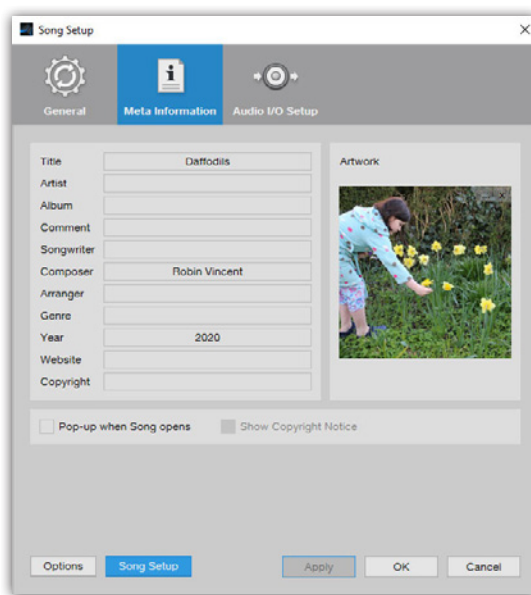 Song Setup
General
Meta Information
Audio I/O Setup
Title Daffodils
Artist
Album
Comment
Songwriter
Composer Robin Vincent
Arranger
Genre
Year 2020
Website
Copyright
Artwork
Pop-up when Song opens
Show Copyright Notice
Options
Song Setup
Apply
OK
Cancel